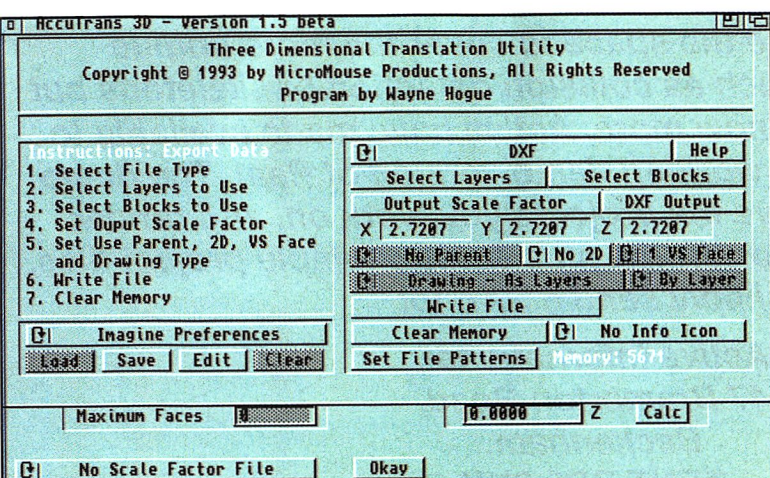 AccuTrans 3D - Version 1.5 beta
Three Dimensional Translation Utility
Copyright © 1993 by MicroMouse Productions, All Rights Reserved
Program by Wayne Hogue
Instructions: Export Data
1. Select File Type
2. Select Layers to Use
3. Select Blocks to Use
4. Set Ouput Scale Factor
5. Set Use Parent, 2D, VS Face
and Drawing Type
6. Write File
7. Clear Memory
Imagine Preferences
Load Save Edit Clear
DXF Help
Select Layers Select Blocks
Output Scale Factor DXF Output
X 2.7207 Y 2.7207 Z 2.7207
No Parent No 2D 1 VS Face
Drawing - As Layers By Layer
Write File
Clear Memory No Info Icon
Set File Patterns Memory: 5671
Maximum Faces 0 0.0000 Z Calc
No Scale Factor File Okay